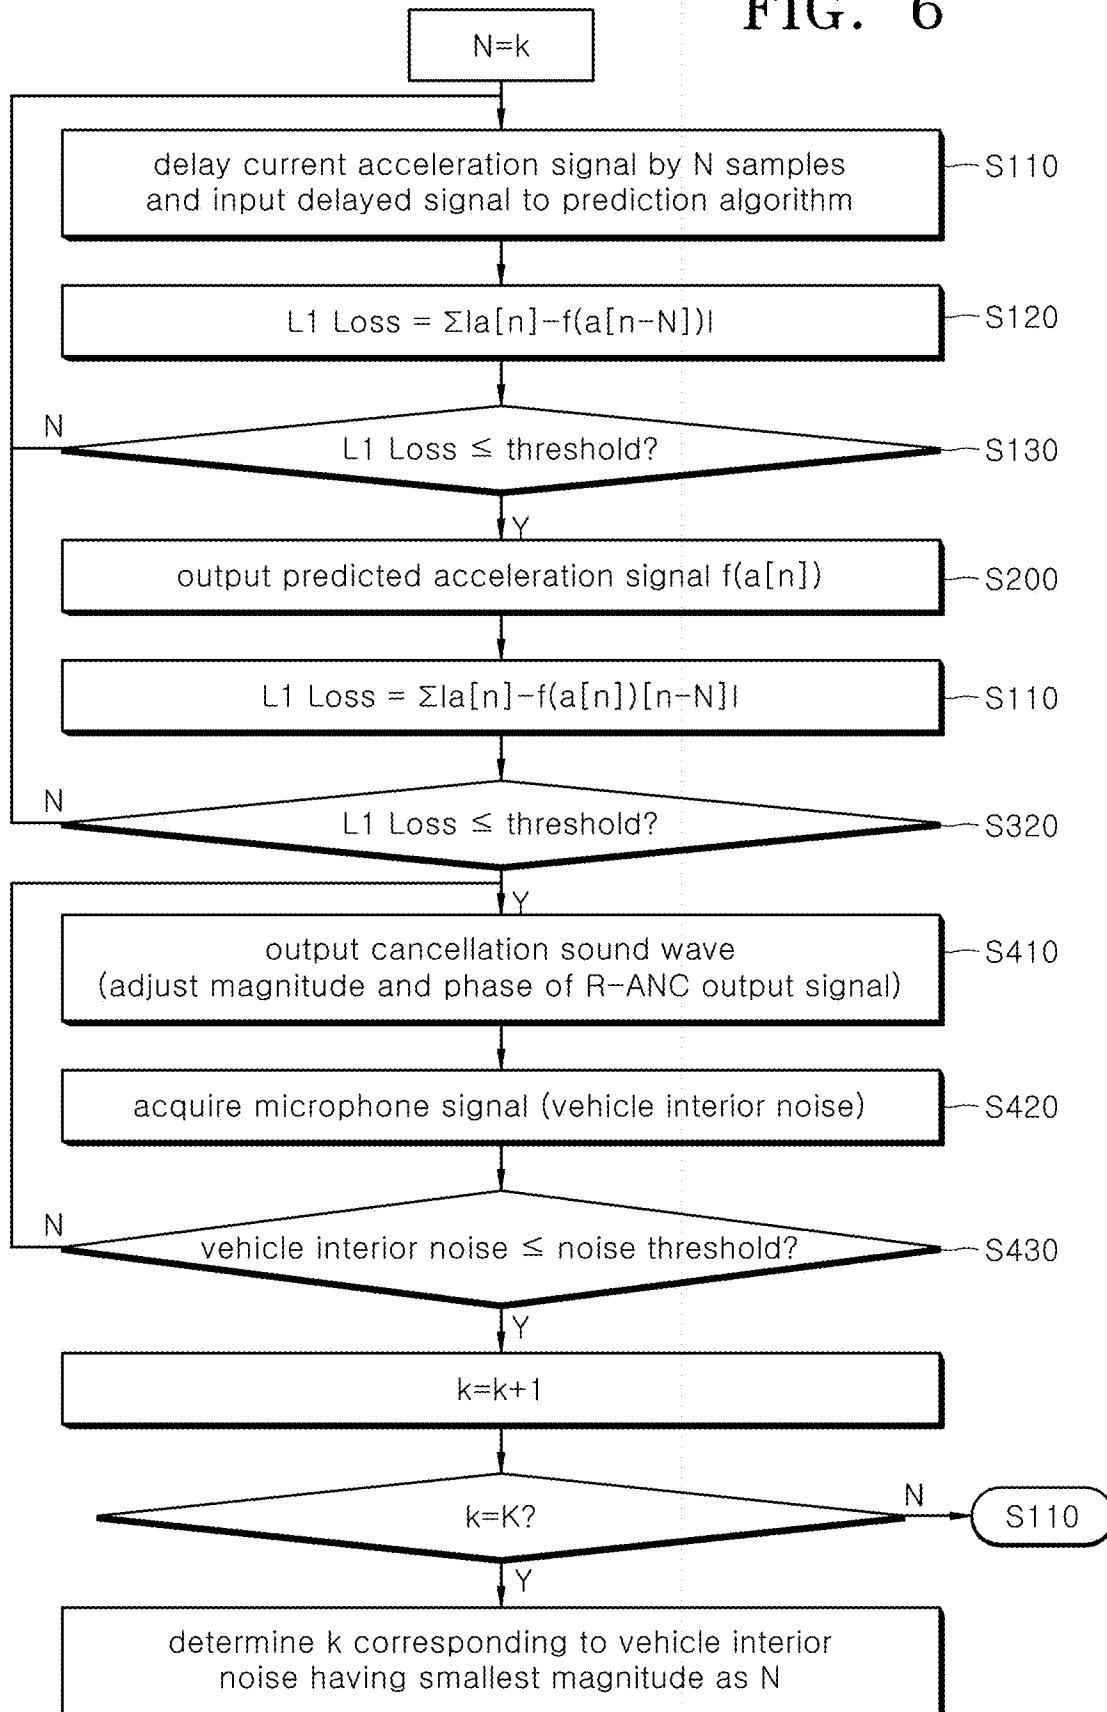 FIG. 6
N=k
delay current acceleration signal by N samples
and input delayed signal to prediction algorithm
S110
L1 Loss = Σ|a[n]-f(a[n-N])|
S120
N
L1 Loss ≤ threshold?
S130
Y
output predicted acceleration signal f(a[n])
S200
L1 Loss = Σ|a[n]-f(a[n])[n-N]|
S110
N
L1 Loss ≤ threshold?
S320
Y
output cancellation sound wave
(adjust magnitude and phase of R-ANC output signal)
S410
acquire microphone signal (vehicle interior noise)
S420
N
vehicle interior noise ≤ noise threshold?
S430
Y
k=k+1
k=K?
N
S110
Y
determine k corresponding to vehicle interior
noise having smallest magnitude as N